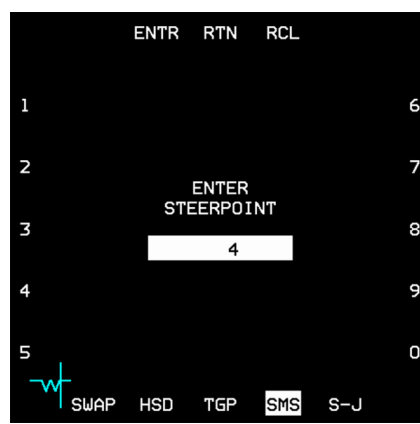 ENTR RTN RCL
1 6
2 7
ENTER
STEERPOINT
3 8
4
4 9
5 0
SWAP HSD TGP SMS S-J